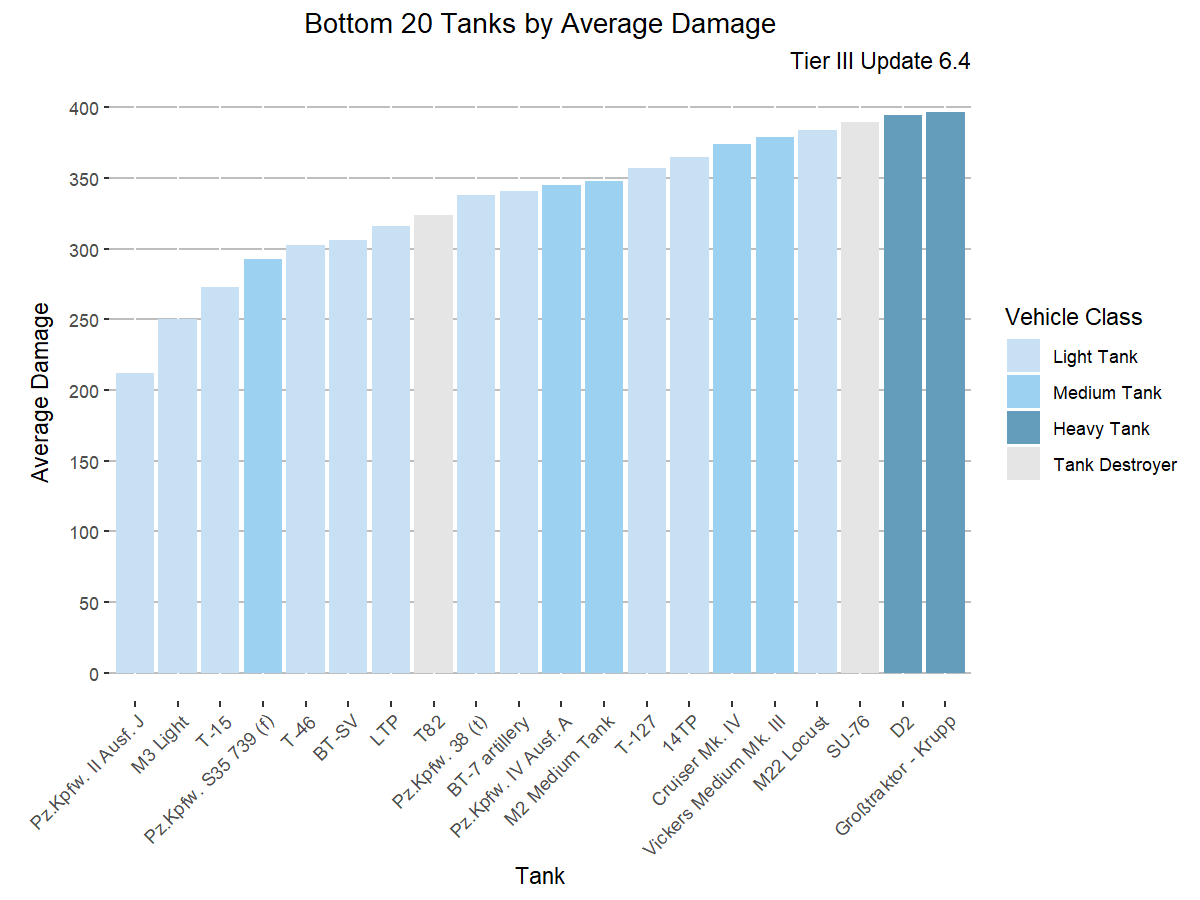 Bottom 20 Tanks by Average Damage
Tier III Update 6.4
Average Damage
400
350
300
250
200
150
100
50
0
Pz.Kpfw. II Ausf. J
M3 Light
T-15
Pz.Kpfw. S35 739 (f)
T-46
BT-SV
LTP
T82
Pz.Kpfw. 38 (t)
BT-7 artillery
Pz.Kpfw. IV Ausf. A
M2 Medium Tank
T-127
14TP
Cruiser Mk. IV
Vickers Medium Mk. III
M22 Locust
SU-76
D2
Großtraktor - Krupp
Tank
Vehicle Class
Light Tank
Medium Tank
Heavy Tank
Tank Destroyer